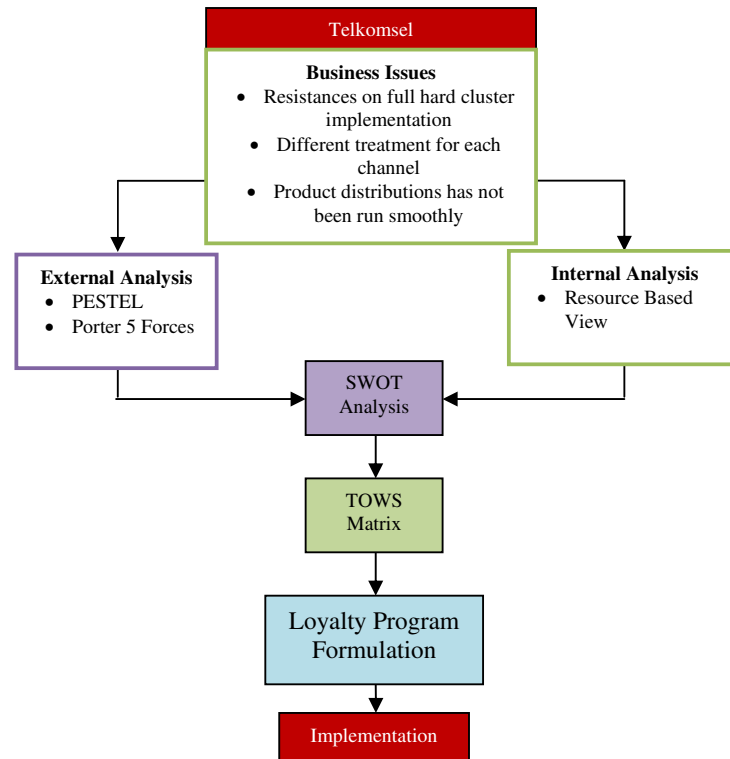 Telkomsel
Business Issues
• Resistances on full hard cluster
implementation
• Different treatment for each
channel
• Product distributions has not
been run smoothly
External Analysis
• PESTEL
• Porter 5 Forces
Internal Analysis
• Resource Based
View
SWOT
Analysis
TOWS
Matrix
Loyalty Program
Formulation
Implementation